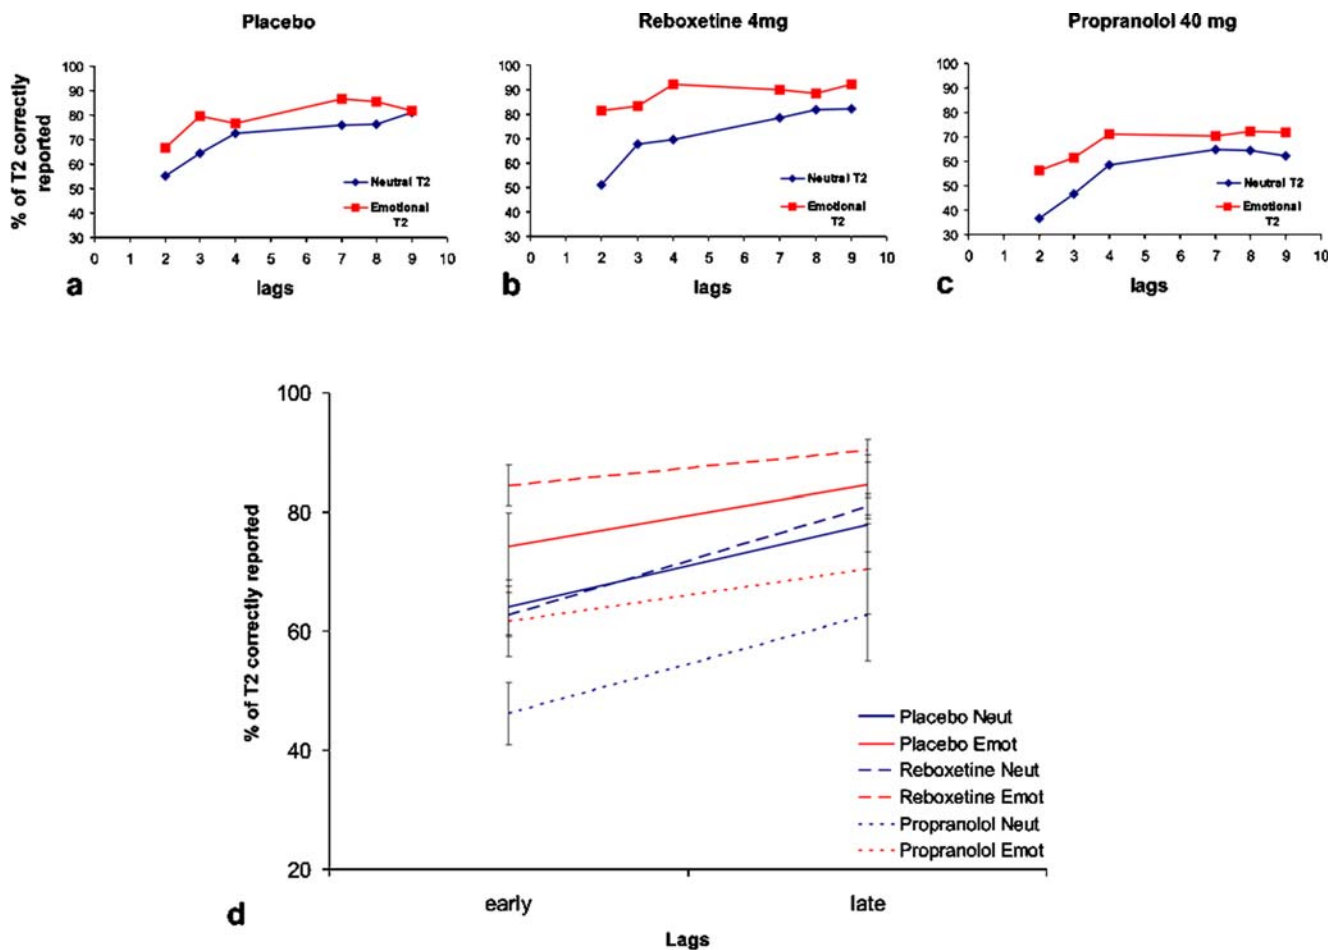 Placebo
% of T2 correctly
reported
100
90
80
70
60
50
40
30
0 1 2 3 4 5 6 7 8 9 10
Neutral T2
Emotional
T2
a
lags
Reboxetine 4mg
100
90
80
70
60
50
40
30
0 1 2 3 4 5 6 7 8 9 10
Neutral T2
Emotional
T2
b
lags
Propranolol 40 mg
100
90
80
70
60
50
40
30
0 1 2 3 4 5 6 7 8 9 10
Neutral T2
Emotional
T2
c
lags
% of T2 correctly reported
100
80
60
40
20
early late
Placebo Neut
Placebo Emot
Reboxetine Neut
Reboxetine Emot
Propranolol Neut
Propranolol Emot
d
Lags